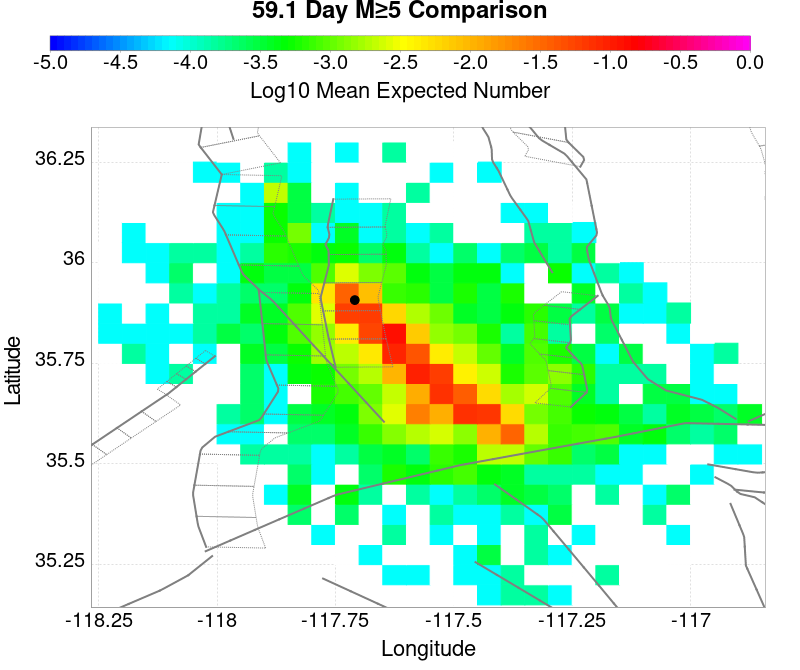 59.1 Day M≥5 Comparison
-5.0 -4.5 -4.0 -3.5 -3.0 -2.5 -2.0 -1.5 -1.0 -0.5 0.0
Log10 Mean Expected Number
36.25
36
35.75
35.5
35.25
Latitude
-118.25 -118 -117.75 -117.5 -117.25 -117
Longitude